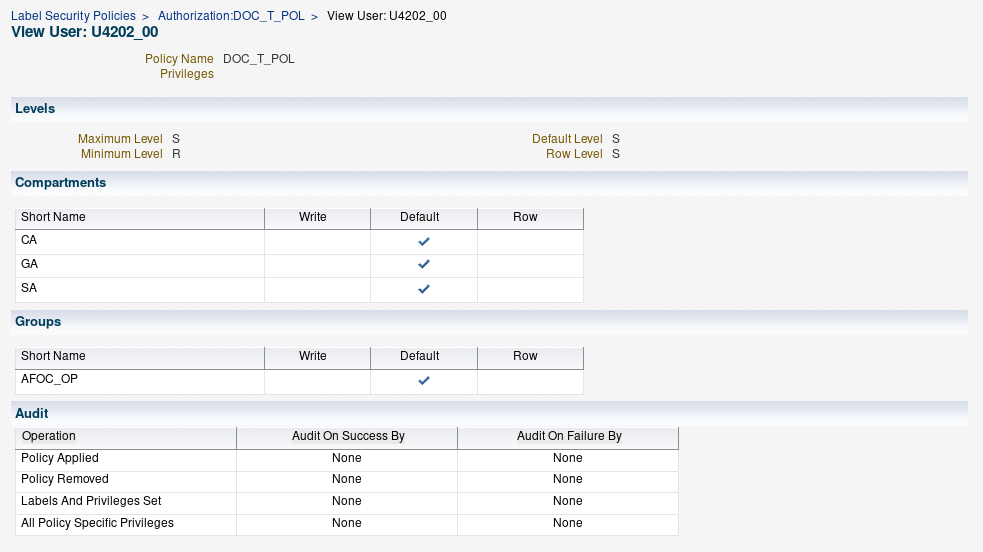 Label Security Policies > Authorization:DOC_T_POL > View User: U4202_00
View User: U4202_00
Policy Name DOC_T_POL
Privileges
Levels
Maximum Level S Default Level S
Minimum Level R Row Level S
Compartments
Short Name Write Default Row
CA
GA
SA
Groups
Short Name Write Default Row
AFOC_OP
Audit
Operation Audit On Success By Audit On Failure By
Policy Applied None None
Policy Removed None None
Labels And Privileges Set None None
All Policy Specific Privileges None None